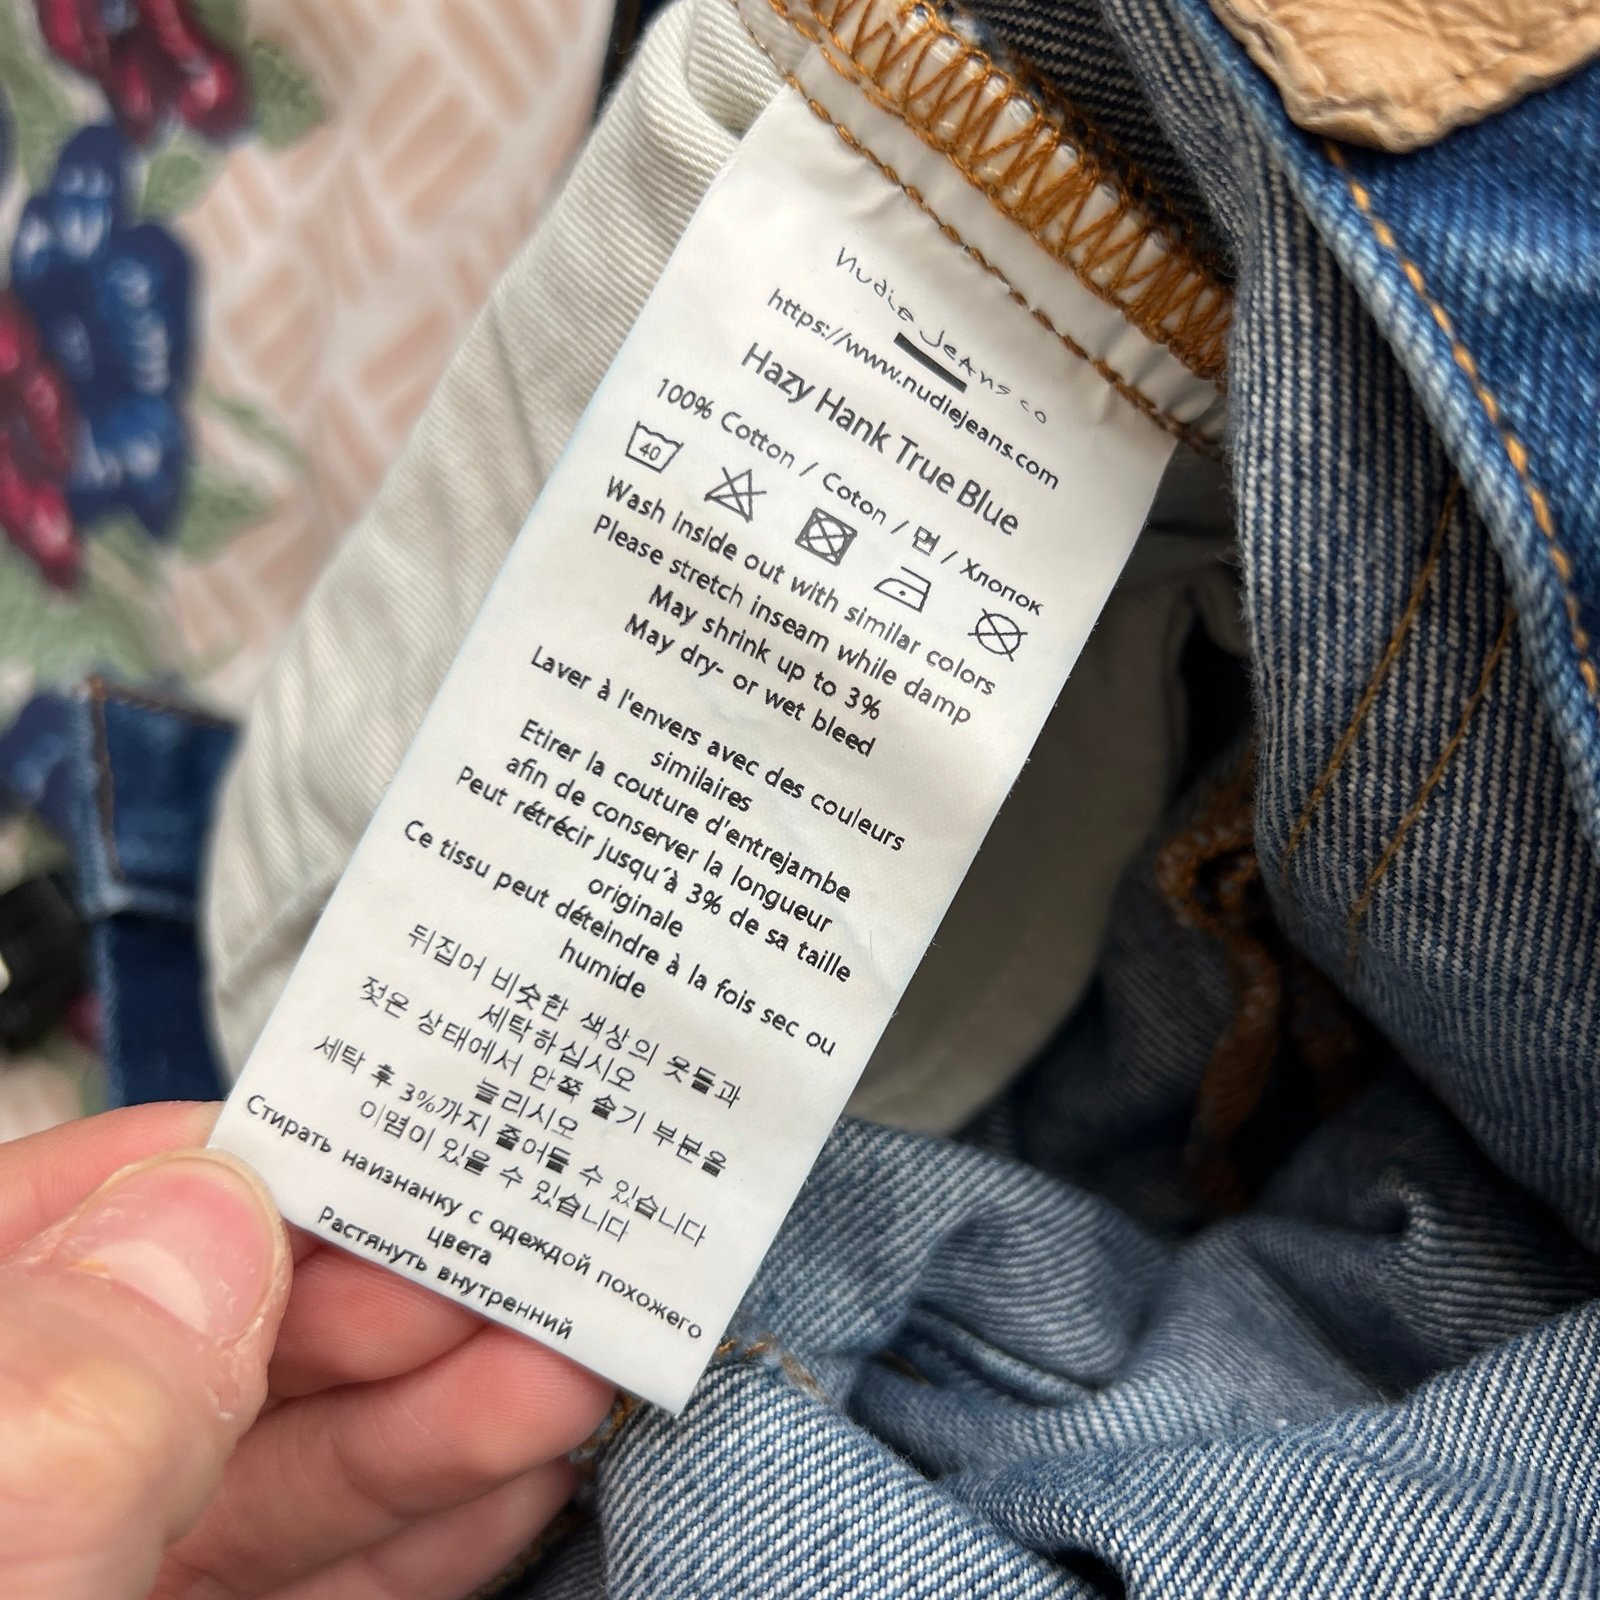 nudie jeans co
https://www.nudiejeans.com
Hazy Hank True Blue
100% Cotton / Coton / 면 / Хлопок
40
Wash inside out with similar colors
Please stretch inseam while damp
May shrink up to 3%
May dry- or wet bleed
Laver à l'envers avec des couleurs
similaires
Etirer la couture d'entrejambe
afin de conserver la longueur
Peut rétrécir jusqu'à 3% de sa taille
originale
Ce tissu peut déteindre à la fois sec ou
humide
뒤집어 비슷한 색상의 옷들과
세탁하십시오
젖은 상태에서 안쪽 솔기 부분을
늘리시오
세탁 후 3%까지 줄어들 수 있습니다
이염이 있을 수 있습니다
Стирать наизнанку с одеждой похожего
цвета
Растянуть внутренний